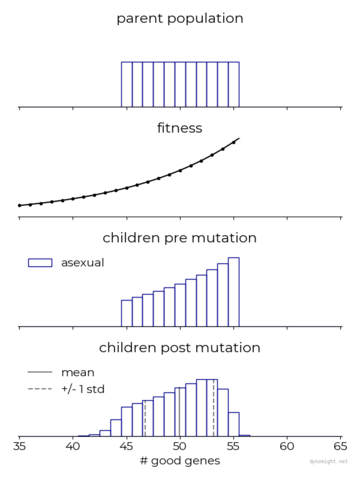 parent population
fitness
children pre mutation
asexual
children post mutation
mean
+/- 1 std
35 40 45 50 55 60 65
# good genes
dynomight.net